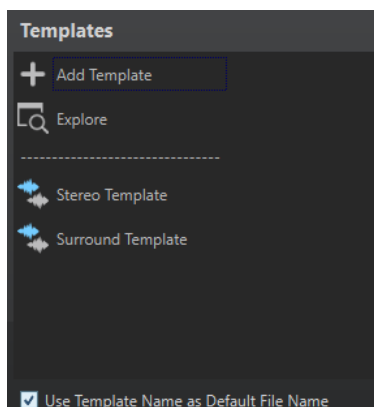 Templates
Add Template
Explore
--------------------------------
Stereo Template
Surround Template
Use Template Name as Default File Name